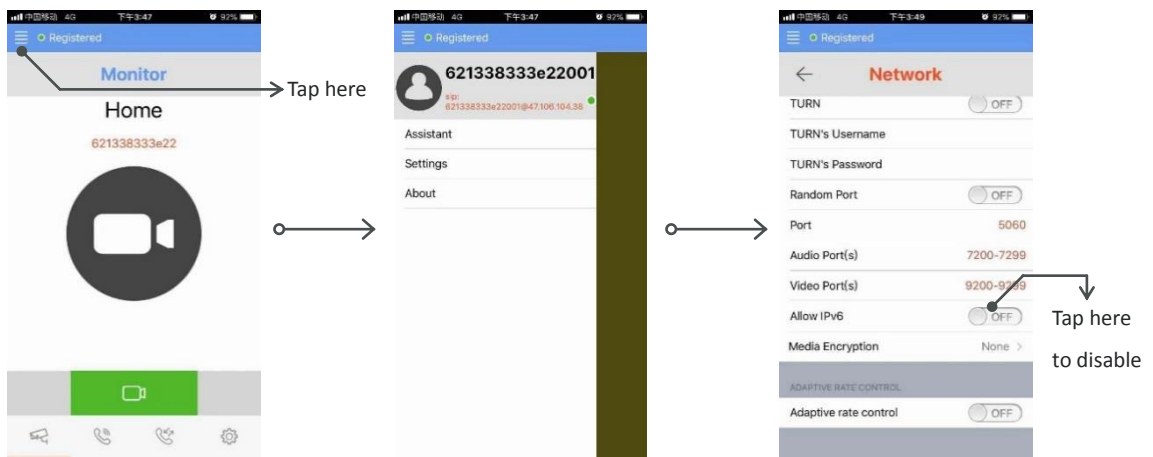 中国移动 4G 下午3:47 92%
Registered
Monitor
Home
621338333e22
Tap here
中国移动 4G 下午3:47 92%
Registered
621338333e22001
sip:
621338333e22001@47.106.104.38
Assistant
Settings
About
中国移动 4G 下午3:49 92%
Registered
Network
TURN OFF
TURN's Username
TURN's Password
Random Port OFF
Port 5060
Audio Port(s) 7200-7299
Video Port(s) 9200-9299
Allow IPv6 OFF
Media Encryption None
ADAPTIVE RATE CONTROL
Adaptive rate control OFF
Tap here
to disable